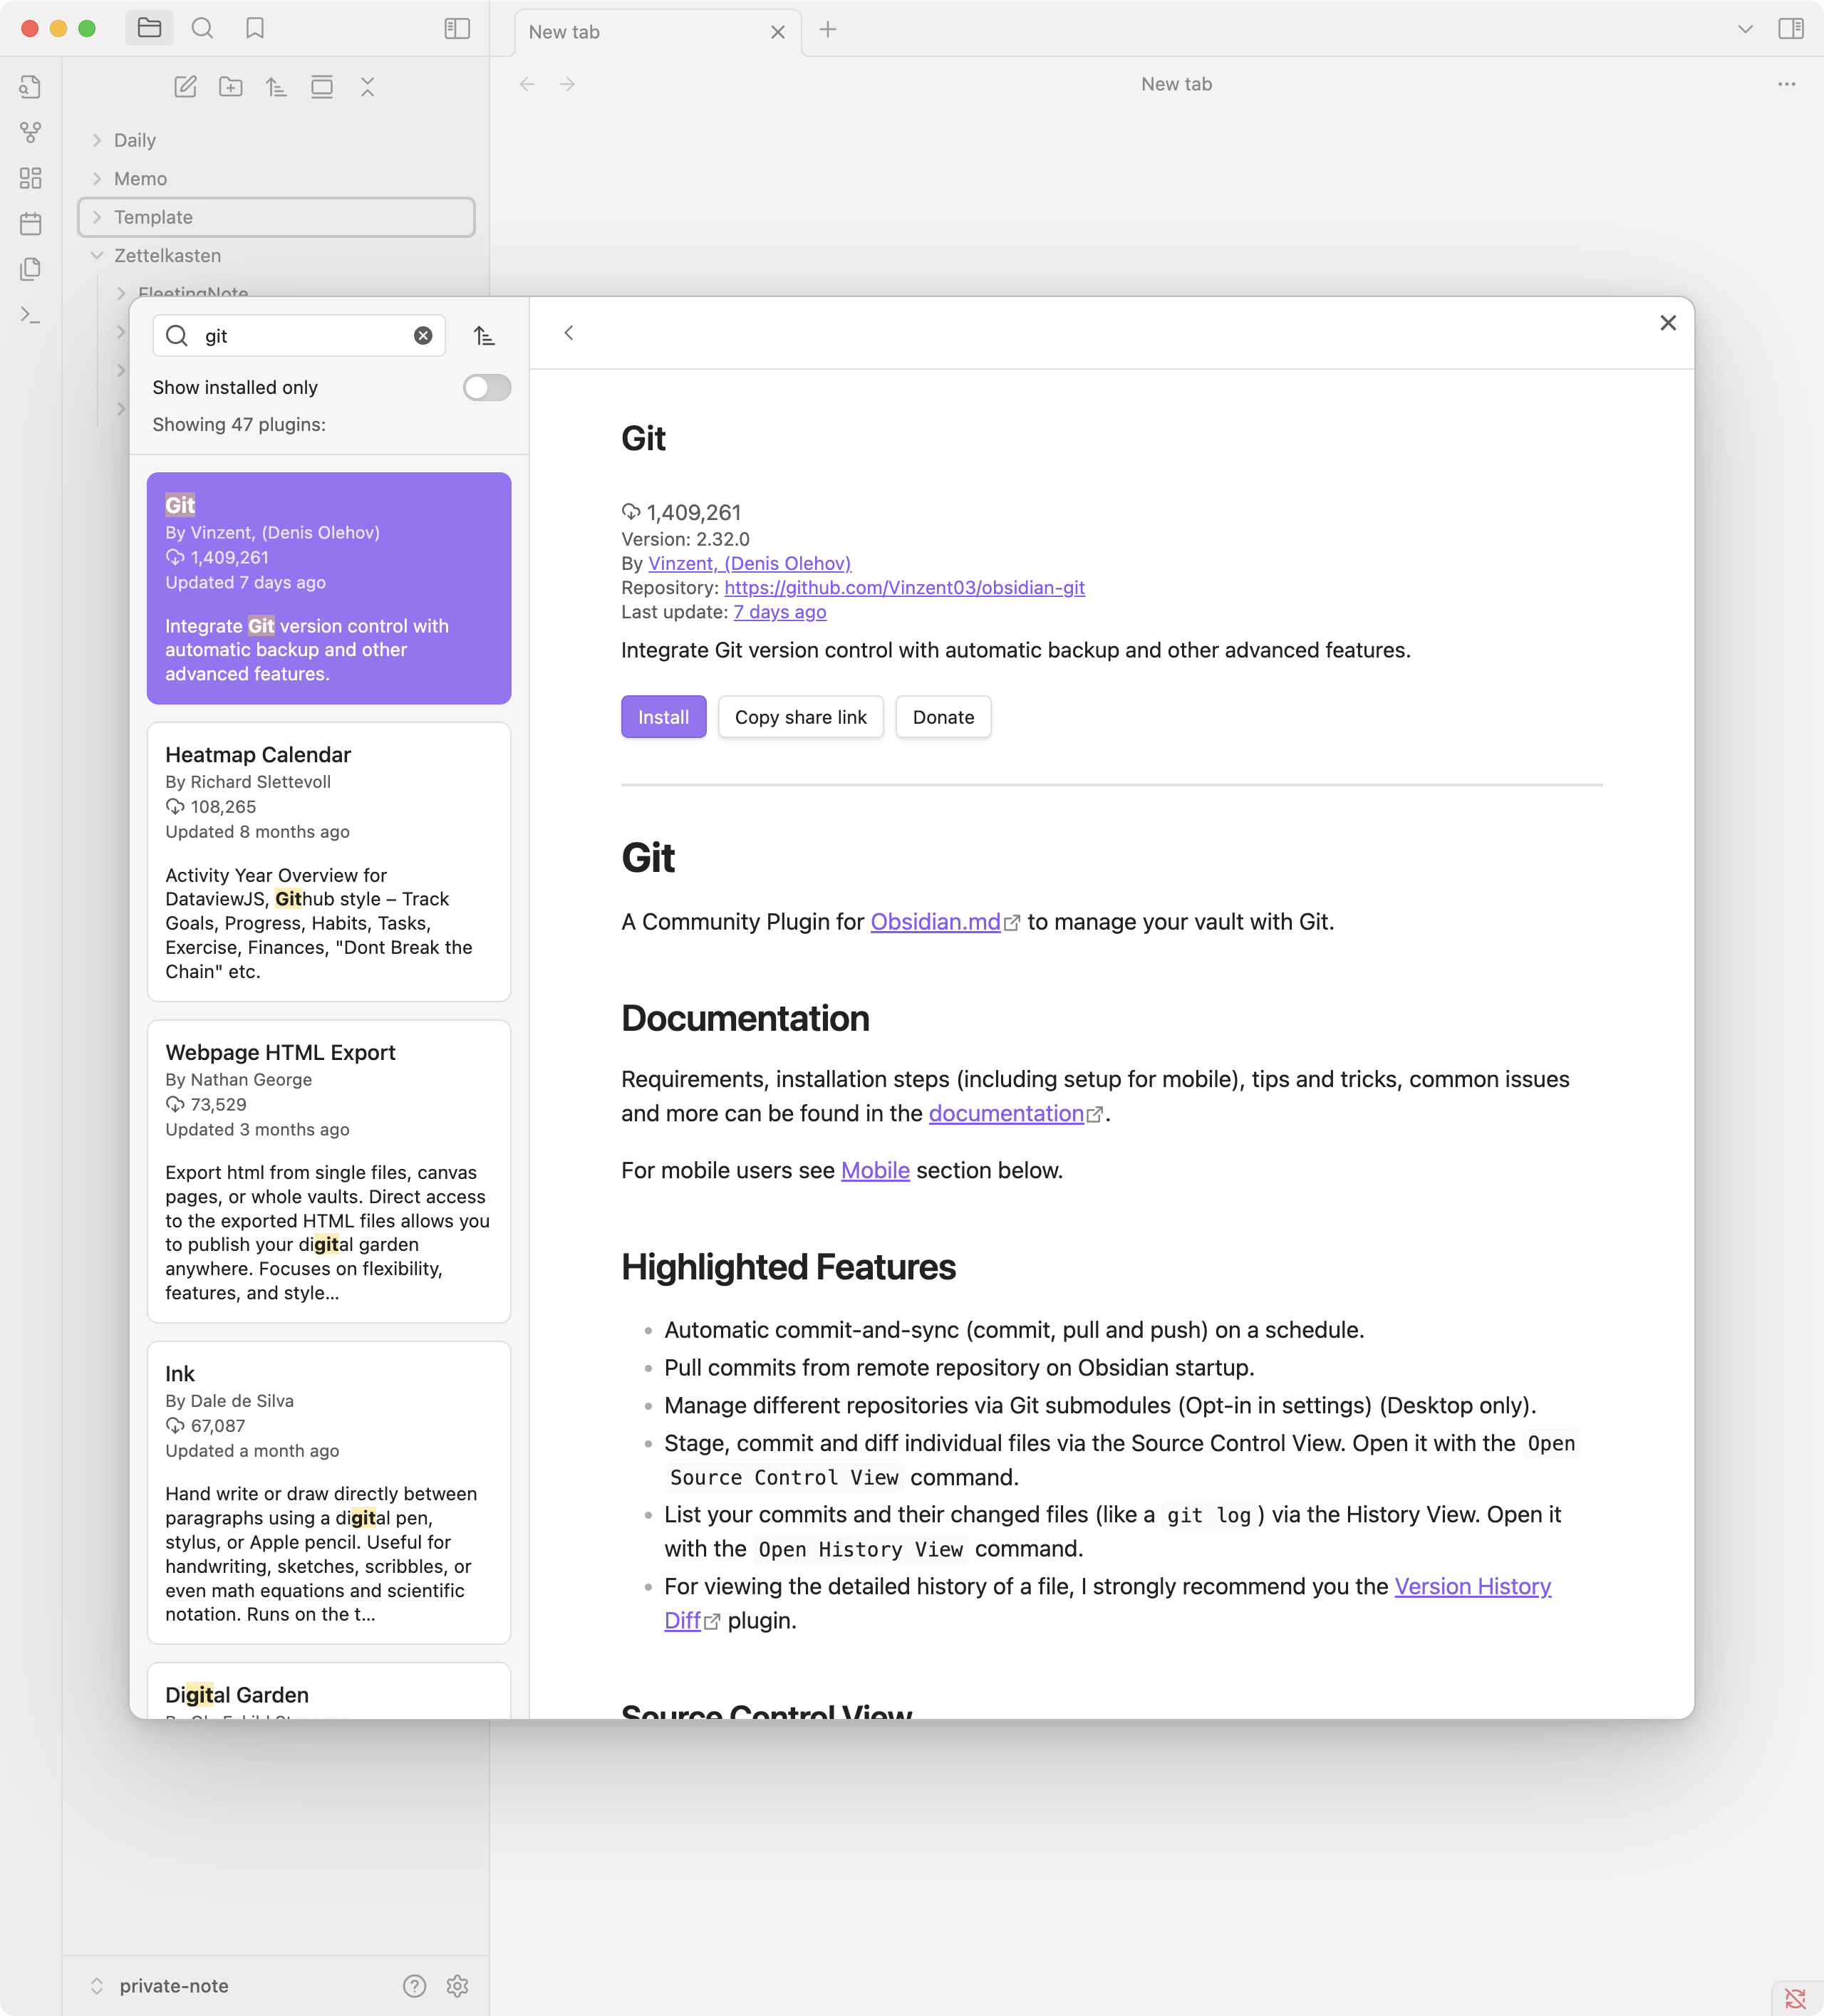 New tab
New tab
Daily
Memo
Template
Zettelkasten
FleetingNote
git
Show installed only
Showing 47 plugins:
Git
By Vinzent, (Denis Olehov)
1,409,261
Updated 7 days ago
Integrate Git version control with
automatic backup and other
advanced features.
Heatmap Calendar
By Richard Slettevoll
108,265
Updated 8 months ago
Activity Year Overview for
DataviewJS, Github style – Track
Goals, Progress, Habits, Tasks,
Exercise, Finances, "Dont Break the
Chain" etc.
Webpage HTML Export
By Nathan George
73,529
Updated 3 months ago
Export html from single files, canvas
pages, or whole vaults. Direct access
to the exported HTML files allows you
to publish your digital garden
anywhere. Focuses on flexibility,
features, and style...
Ink
By Dale de Silva
67,087
Updated a month ago
Hand write or draw directly between
paragraphs using a digital pen,
stylus, or Apple pencil. Useful for
handwriting, sketches, scribbles, or
even math equations and scientific
notation. Runs on the t...
Digital Garden
Git
1,409,261
Version: 2.32.0
By Vinzent, (Denis Olehov)
Repository: https://github.com/Vinzent03/obsidian-git
Last update: 7 days ago
Integrate Git version control with automatic backup and other advanced features.
Install
Copy share link
Donate
Git
A Community Plugin for Obsidian.md to manage your vault with Git.
Documentation
Requirements, installation steps (including setup for mobile), tips and tricks, common issues
and more can be found in the documentation.
For mobile users see Mobile section below.
Highlighted Features
• Automatic commit-and-sync (commit, pull and push) on a schedule.
• Pull commits from remote repository on Obsidian startup.
• Manage different repositories via Git submodules (Opt-in in settings) (Desktop only).
• Stage, commit and diff individual files via the Source Control View. Open it with the Open
Source Control View command.
• List your commits and their changed files (like a git log) via the History View. Open it
with the Open History View command.
• For viewing the detailed history of a file, I strongly recommend you the Version History
Diff plugin.
Source Control View
private-note